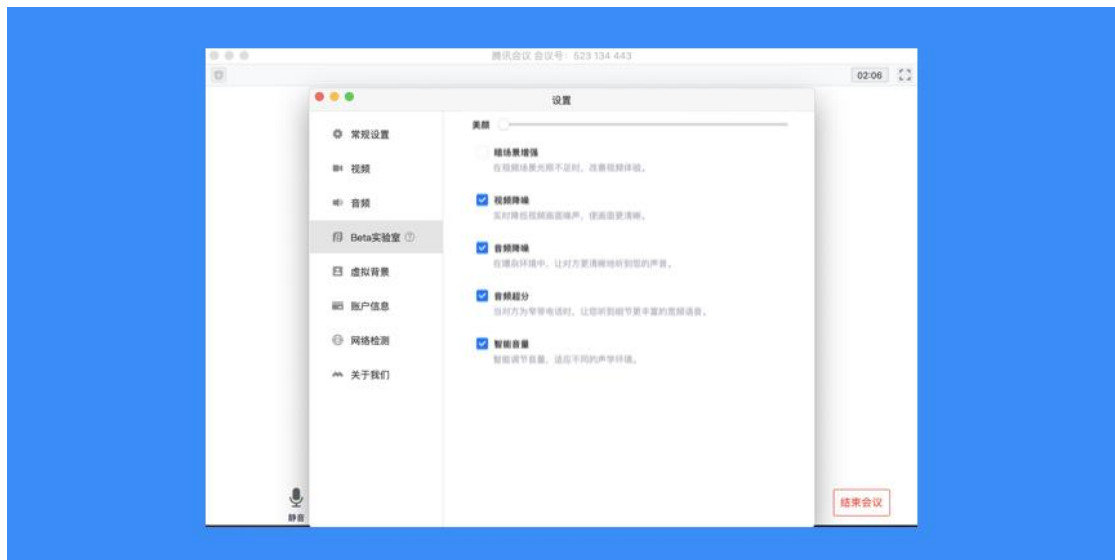 腾讯会议 会议号：523 134 443
02:06
设置
常规设置
视频
音频
Beta实验室
虚拟背景
账户信息
网络检测
关于我们
美颜
暗场景增强
在视频场景光照不足时，改善视频体验。
视频降噪
实时降低视频画面噪声，使画面更清晰。
音频降噪
在嘈杂环境中，让对方更清晰地听到您的声音。
音频超分
当对方为窄带电话时，让您听到细节更丰富的宽频语音。
智能音量
智能调节音量，适应不同的声学环境。
静音
结束会议